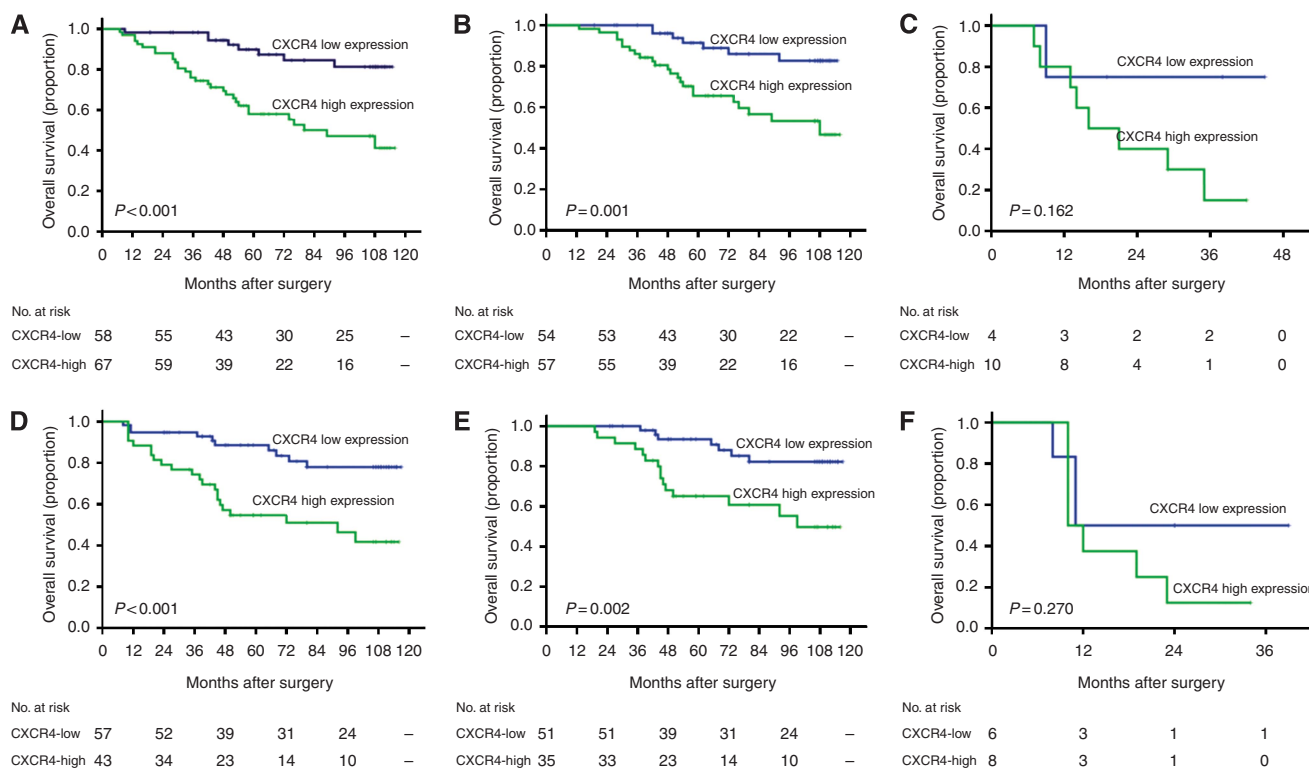 A
Overall survival (proportion)
1.0
0.8
0.6
0.4
0.2
0.0
CXCR4 low expression
CXCR4 high expression
P < 0.001
0 12 24 36 48 60 72 84 96 108 120
Months after surgery
No. at risk
CXCR4-low 58 55 43 30 25 –
CXCR4-high 67 59 39 22 16 –
B
Overall survival (proportion)
1.0
0.8
0.6
0.4
0.2
0.0
CXCR4 low expression
CXCR4 high expression
P = 0.001
0 12 24 36 48 60 72 84 96 108 120
Months after surgery
No. at risk
CXCR4-low 54 53 43 30 22 –
CXCR4-high 57 55 39 22 16 –
C
Overall survival (proportion)
1.0
0.8
0.6
0.4
0.2
0.0
CXCR4 low expression
CXCR4 high expression
P = 0.162
0 12 24 36 48
Months after surgery
No. at risk
CXCR4-low 4 3 2 2 0
CXCR4-high 10 8 4 1 0
D
Overall survival (proportion)
1.0
0.8
0.6
0.4
0.2
0.0
CXCR4 low expression
CXCR4 high expression
P < 0.001
0 12 24 36 48 60 72 84 96 108 120
Months after surgery
No. at risk
CXCR4-low 57 52 39 31 24 –
CXCR4-high 43 34 23 14 10 –
E
Overall survival (proportion)
1.0
0.8
0.6
0.4
0.2
0.0
CXCR4 low expression
CXCR4 high expression
P = 0.002
0 12 24 36 48 60 72 84 96 108 120
Months after surgery
No. at risk
CXCR4-low 51 51 39 31 24 –
CXCR4-high 35 33 23 14 10 –
F
Overall survival (proportion)
1.0
0.8
0.6
0.4
0.2
0.0
CXCR4 low expression
CXCR4 high expression
P = 0.270
0 12 24 36
Months after surgery
No. at risk
CXCR4-low 6 3 1 1
CXCR4-high 8 3 1 0